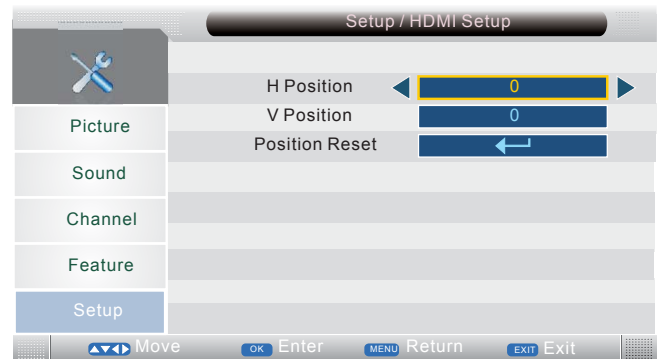 Setup / HDMI Setup
H Position 0
V Position 0
Position Reset
Picture
Sound
Channel
Feature
Setup
Move OK Enter MENU Return EXIT Exit